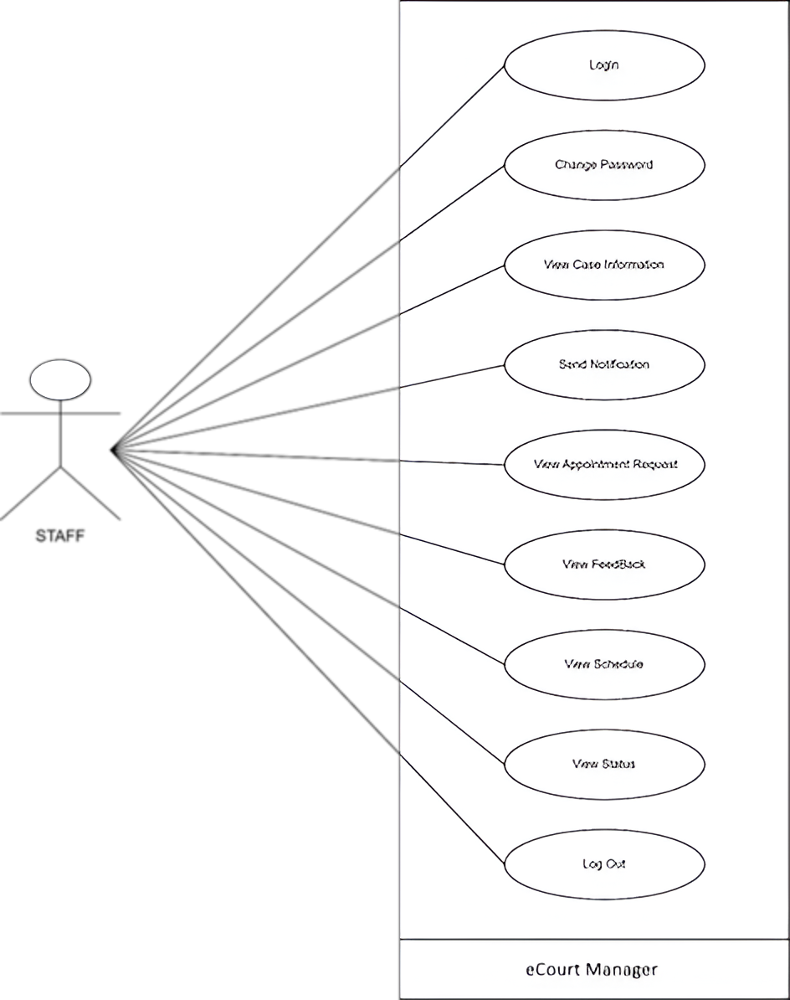 Login
Change Password
View Case Information
Send Notification
STAFF
View Appointment Request
View FeedBack
View Schedule
View Status
Log Out
eCourt Manager